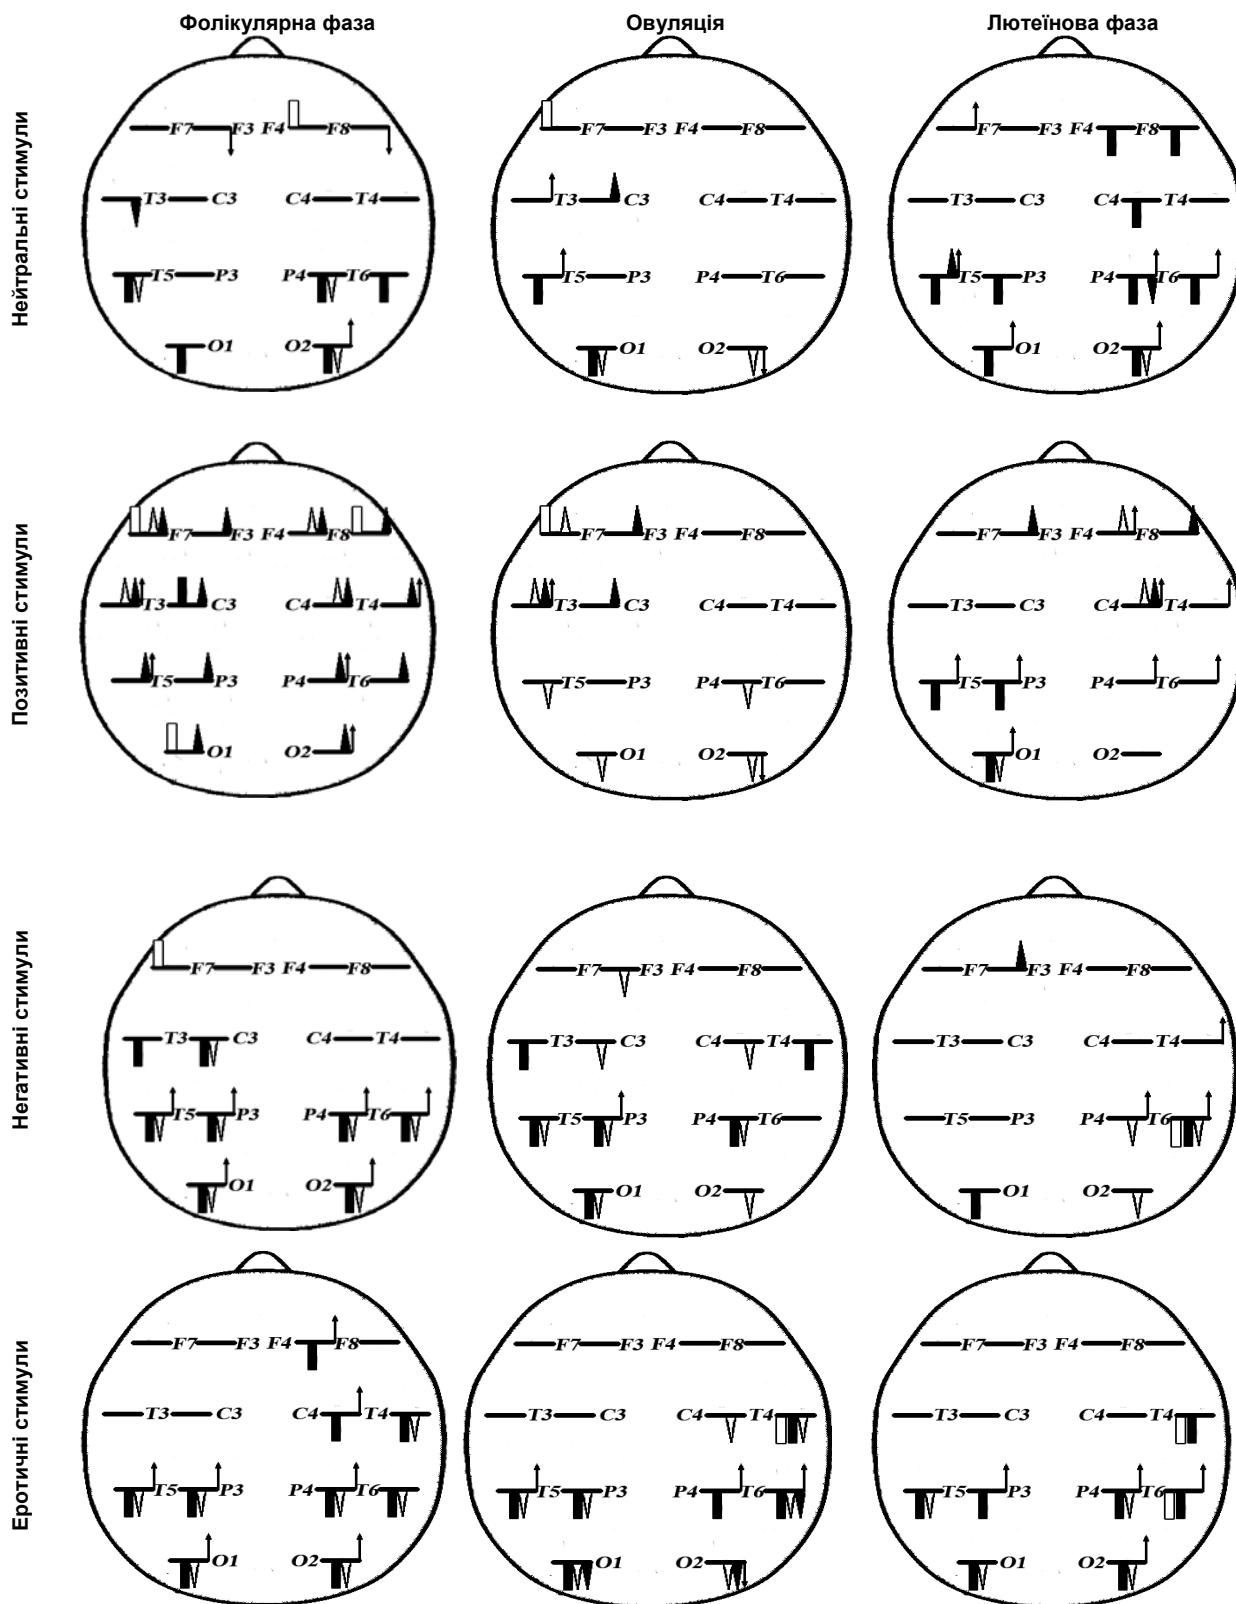 Фолікулярна фаза Овуляція Лютеїнова фаза
Нейтральні стимули
F7 F3 F4 F8 F7 F3 F4 F8 F7 F3 F4 F8
T3 C3 C4 T4 T3 C3 C4 T4 T3 C3 C4 T4
T5 P3 P4 T6 T5 P3 P4 T6 T5 P3 P4 T6
O1 O2 O1 O2 O1 O2
Позитивні стимули
F7 F3 F4 F8 F7 F3 F4 F8 F7 F3 F4 F8
T3 C3 C4 T4 T3 C3 C4 T4 T3 C3 C4 T4
T5 P3 P4 T6 T5 P3 P4 T6 T5 P3 P4 T6
O1 O2 O1 O2 O1 O2
Негативні стимули
F7 F3 F4 F8 F7 F3 F4 F8 F7 F3 F4 F8
T3 C3 C4 T4 T3 C3 C4 T4 T3 C3 C4 T4
T5 P3 P4 T6 T5 P3 P4 T6 T5 P3 P4 T6
O1 O2 O1 O2 O1 O2
Еротичні стимули
F7 F3 F4 F8 F7 F3 F4 F8 F7 F3 F4 F8
T3 C3 C4 T4 T3 C3 C4 T4 T3 C3 C4 T4
T5 P3 P4 T6 T5 P3 P4 T6 T5 P3 P4 T6
O1 O2 O1 O2 O1 O2